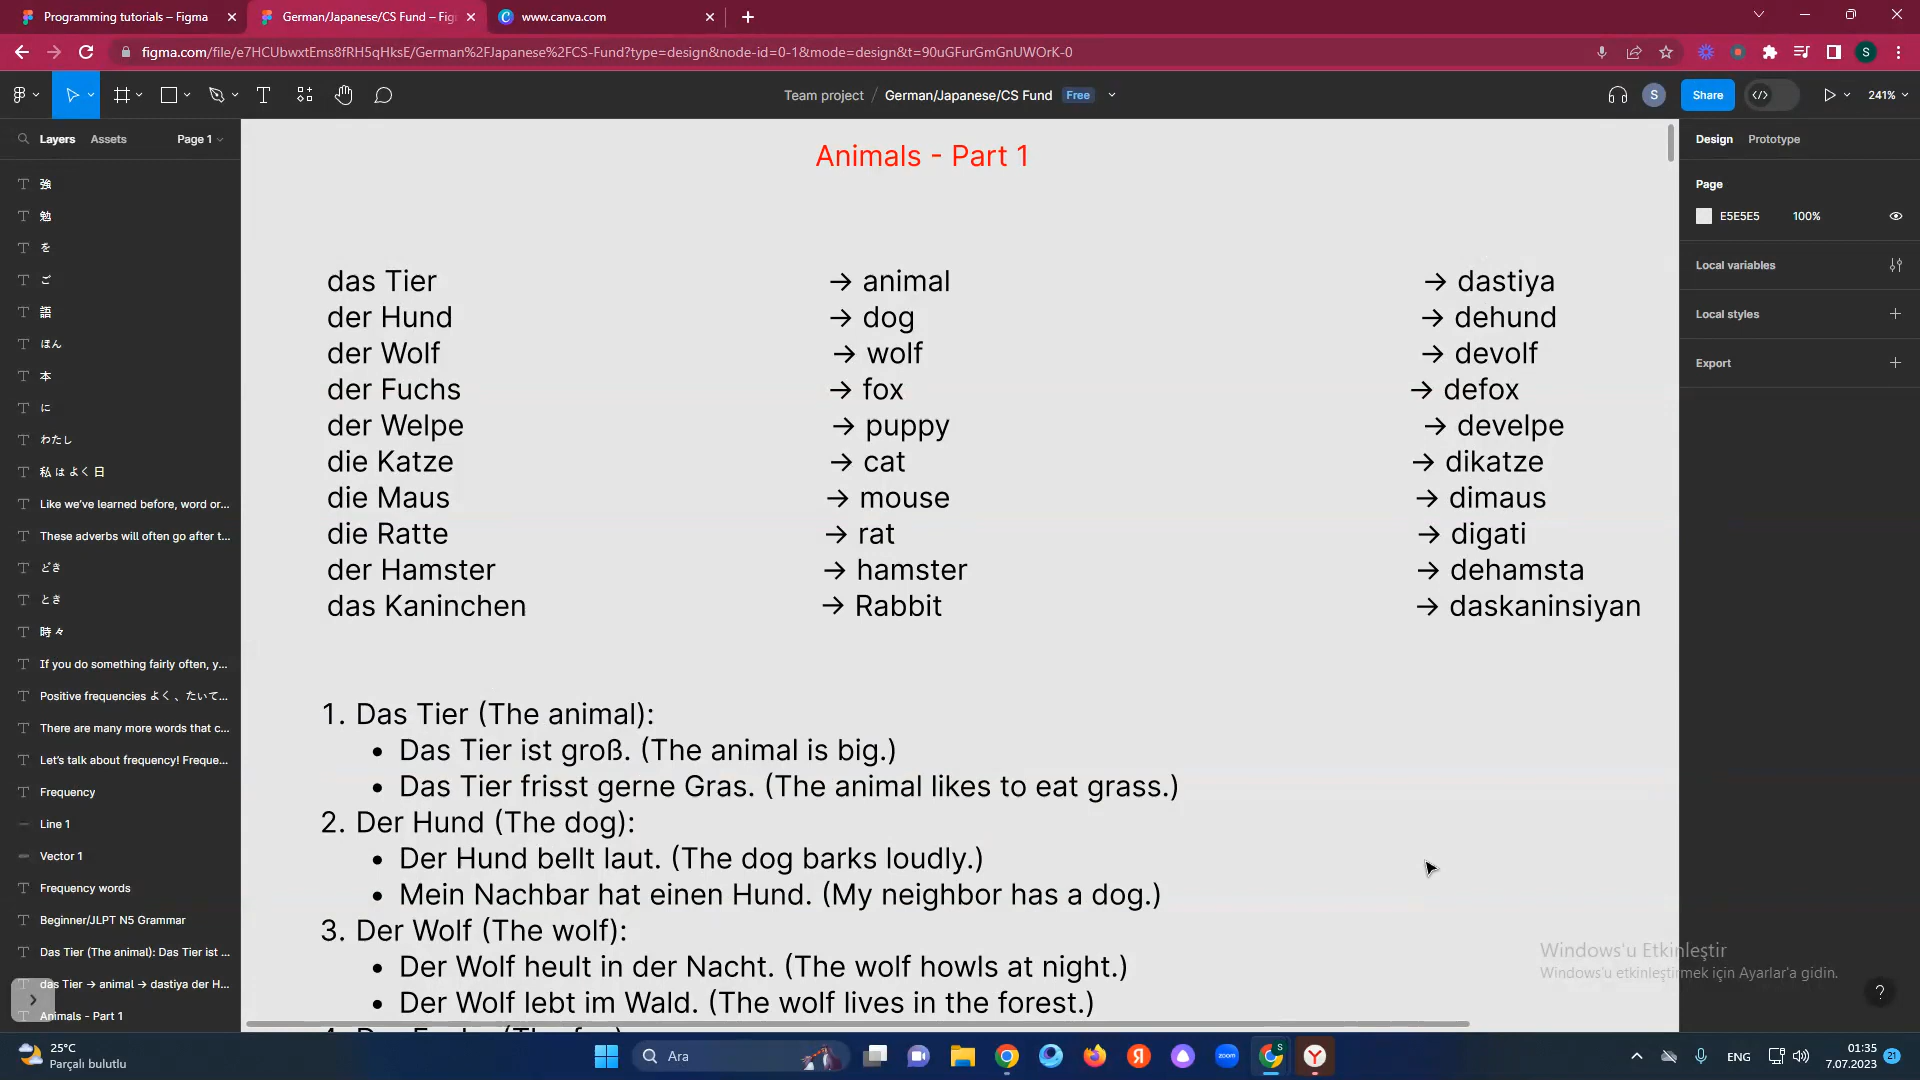 Programming tutorials – Figma
German/Japanese/CS Fund – Fig
www.canva.com
figma.com/file/e7HCUbwxtEms8fRH5qHksE/German%2FJapanese%2FCS-Fund?type=design&node-id=0-1&mode=design&t=90uGFurGmGnUWOrK-0
S
Team project / German/Japanese/CS Fund Free
S
Share
241%
Layers
Assets
Page 1
Design
Prototype
強
勉
を
ご
語
ほん
本
に
わたし
私 は よく 日
Like we've learned before, word or...
These adverbs will often go after t...
どき
とき
時 々
If you do something fairly often, y...
Positive frequencies よく 、たいて...
There are many more words that c...
Let's talk about frequency! Freque...
Frequency
Line 1
Vector 1
Frequency words
Beginner/JLPT N5 Grammar
Das Tier (The animal): Das Tier ist ...
das Tier → animal → dastiya der H...
Animals - Part 1
Animals - Part 1
das Tier → animal → dastiya
der Hund → dog → dehund
der Wolf → wolf → devolf
der Fuchs → fox → defox
der Welpe → puppy → develpe
die Katze → cat → dikatze
die Maus → mouse → dimaus
die Ratte → rat → digati
der Hamster → hamster → dehamsta
das Kaninchen → Rabbit → daskaninsiyan
1. Das Tier (The animal):
• Das Tier ist groß. (The animal is big.)
• Das Tier frisst gerne Gras. (The animal likes to eat grass.)
2. Der Hund (The dog):
• Der Hund bellt laut. (The dog barks loudly.)
• Mein Nachbar hat einen Hund. (My neighbor has a dog.)
3. Der Wolf (The wolf):
• Der Wolf heult in der Nacht. (The wolf howls at night.)
• Der Wolf lebt im Wald. (The wolf lives in the forest.)
Page
E5E5E5 100%
Local variables
Local styles
Export
Windows'u Etkinleştir
Windows'u etkinleştirmek için Ayarlar'a gidin.
?
25°C
Parçalı bulutlu
Ara
zoom
S
ENG
01:35
7.07.2023
21